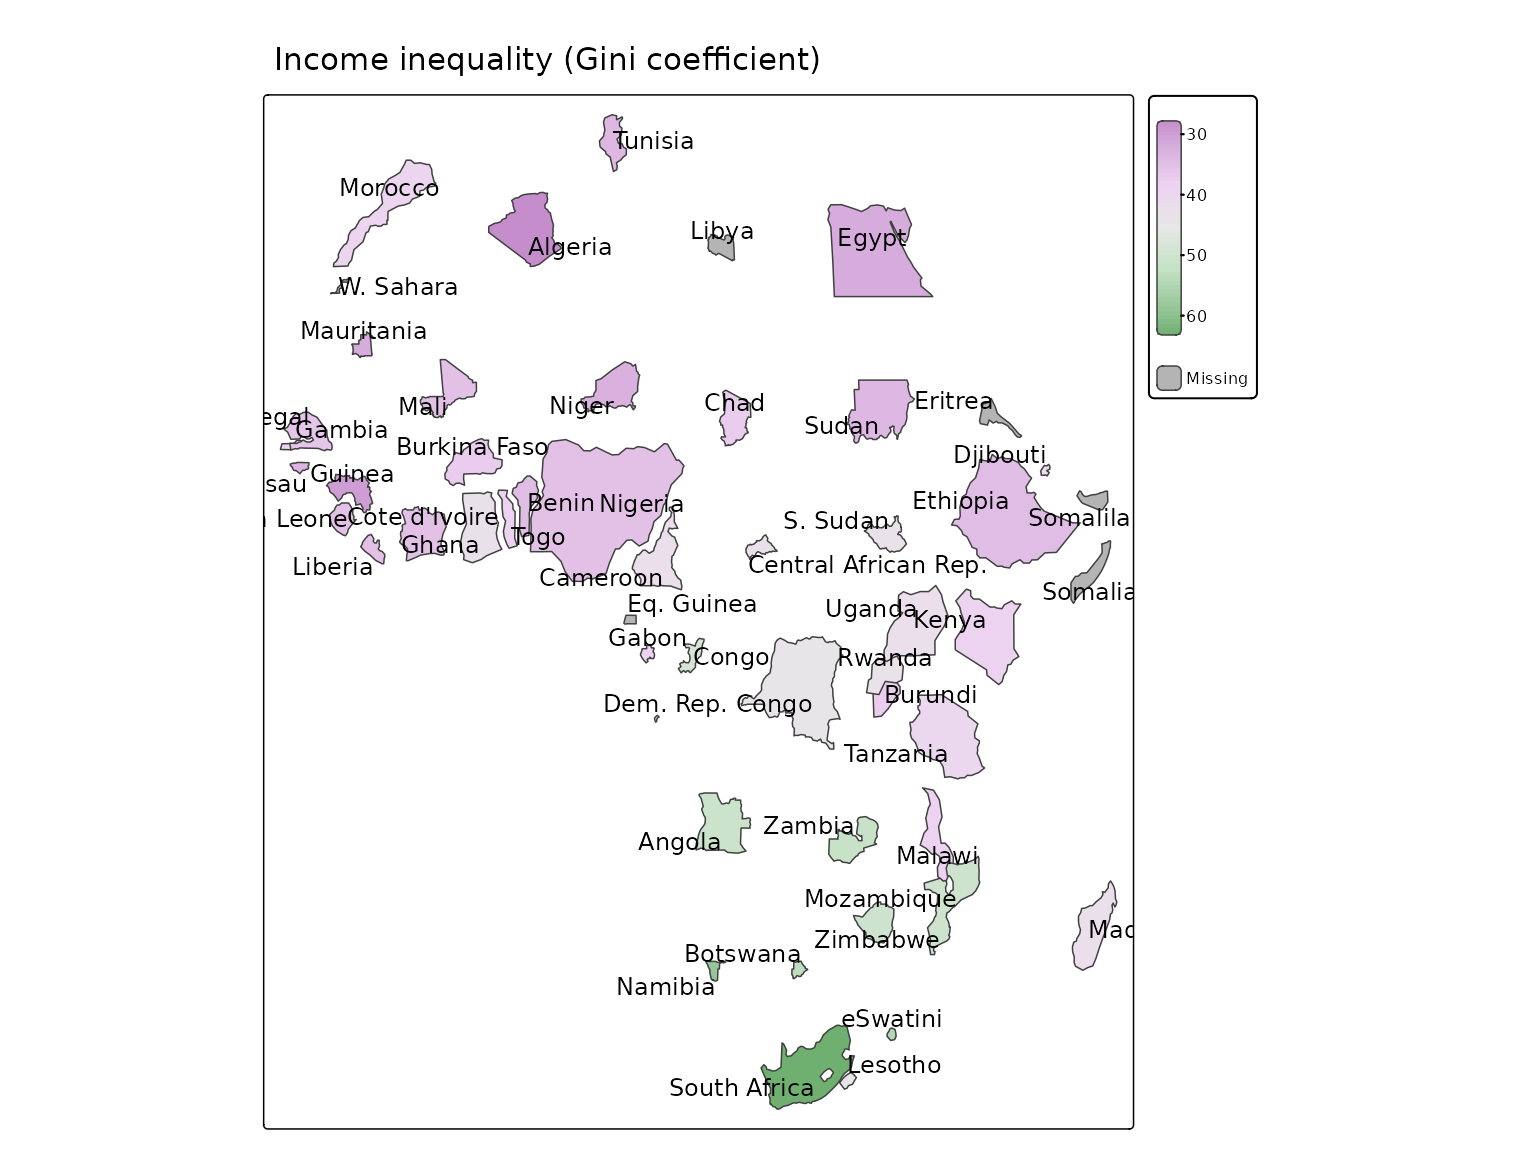 Income inequality (Gini coefficient)
Tunisia
Morocco
Libya
Egypt
Algeria
W. Sahara
Mauritania
Mali
Niger
Chad
Sudan
Eritrea
egal
Gambia
Burkina Faso
Djibouti
Guinea
sau
Benin
Nigeria
Ethiopia
Leone
Cote d'Ivoire
S. Sudan
Somalila
Togo
Ghana
Liberia
Central African Rep.
Cameroon
Somalia
Eq. Guinea
Uganda
Kenya
Gabon
Congo
Rwanda
Dem. Rep. Congo
Burundi
Tanzania
Angola
Zambia
Malawi
Mozambique
Zimbabwe
Mad
Botswana
Namibia
eSwatini
Lesotho
South Africa
30
40
50
60
Missing